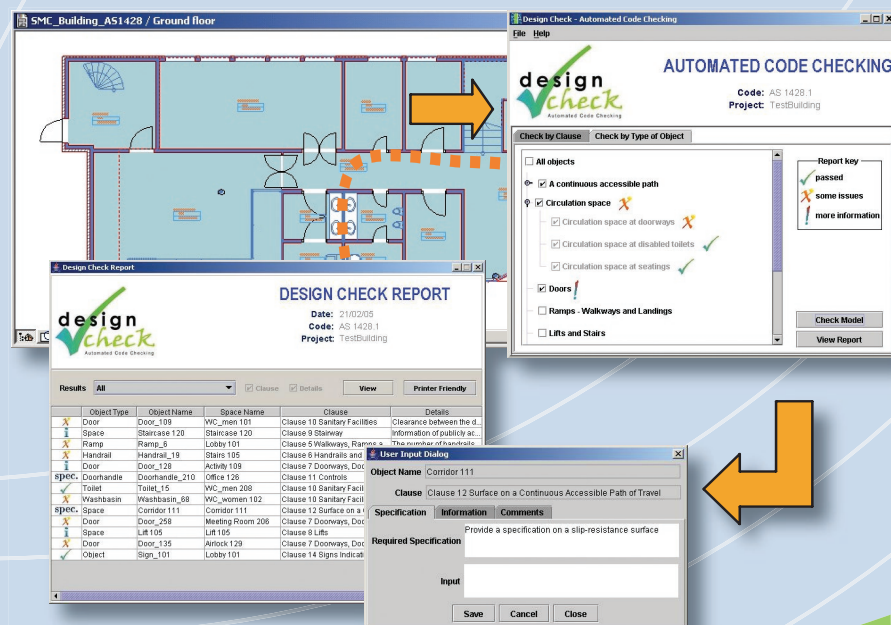 SMC_Building_AS1428 / Ground floor
Design Check - Automated Code Checking
File Help
design
check
Automated Code Checking
AUTOMATED CODE CHECKING
Code: AS 1428.1
Project: TestBuilding
Check by Clause Check by Type of Object
All objects
A continuous accessible path
Circulation space
Circulation space at doorways
Circulation space at disabled toilets
Circulation space at seatings
Doors
Ramps - Walkways and Landings
Lifts and Stairs
Report key
passed
some issues
more information
Check Model
View Report
Design Check Report
design
check
Automated Code Checking
DESIGN CHECK REPORT
Date: 21/02/05
Code: AS 1428.1
Project: TestBuilding
Results All Clause Details View Printer Friendly
Object Type Object Name Space Name Clause Details
X Door Door_109 WC_men 101 Clause 10 Sanitary Facilities Clearance between the d...
i Space Staircase 120 Staircase 120 Clause 9 Stairway Information of publicly ac...
X Ramp Ramp_6 Lobby 101 Clause 5 Walkways, Ramps a... The number of handrails
X Handrail Handrail_19 Stairs 105 Clause 6 Handrails and
i Door Door_128 Activity 109 Clause 7 Doorways, Doo
spec. Doorhandle Doorhandle_210 Office 126 Clause 11 Controls
Toilet Toilet_15 WC_men 208 Clause 10 Sanitary Facil
X Washbasin Washbasin_68 WC_women 102 Clause 10 Sanitary Facil
spec. Space Corridor 111 Corridor 111 Clause 12 Surface on a
X Door Door_258 Meeting Room 206 Clause 7 Doorways, Doo
i Space Lift 105 Lift 105 Clause 8 Lifts
X Door Door_135 Airlock 129 Clause 7 Doorways, Doo
Object Sign_101 Lobby 101 Clause 14 Signs Indicati
User Input Dialog
Object Name Corridor 111
Clause Clause 12 Surface on a Continuous Accessible Path of Travel
Specification Information Comments
Required Specification Provide a specification on a slip-resistance surface
Input
Save Cancel Close